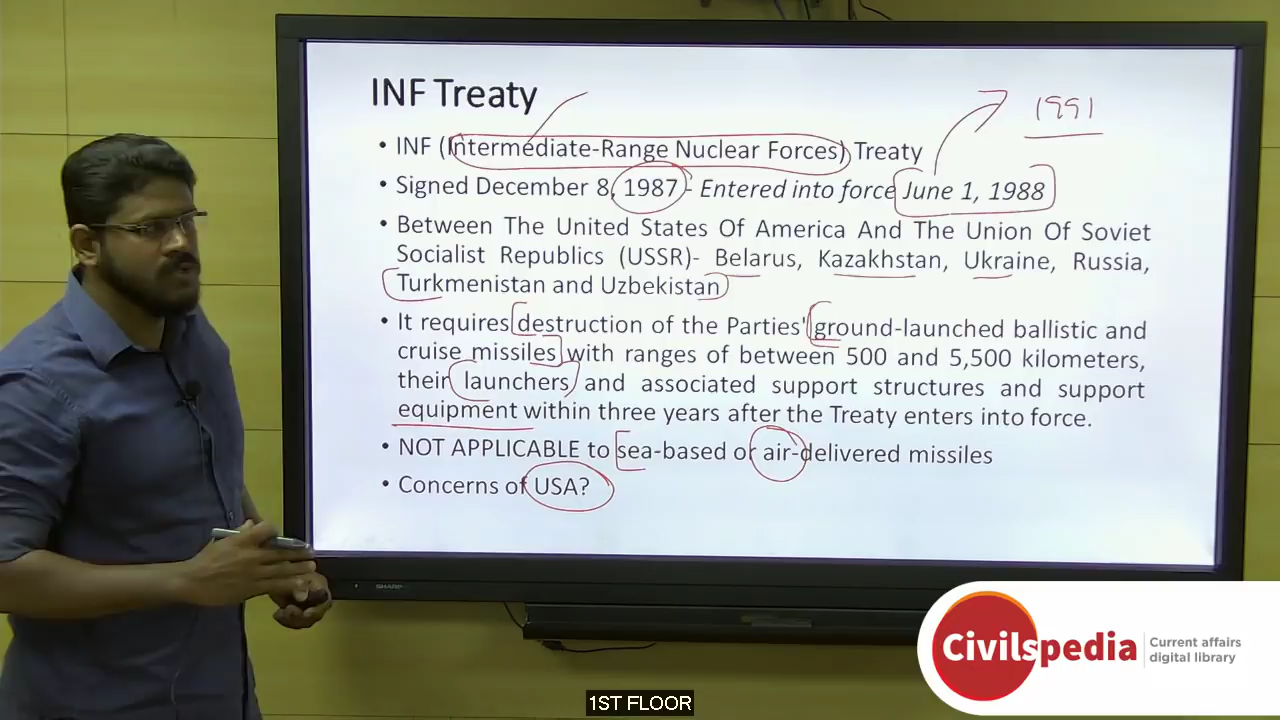 INF Treaty
1991
• INF (Intermediate-Range Nuclear Forces) Treaty
• Signed December 8, 1987 - Entered into force June 1, 1988
• Between The United States Of America And The Union Of Soviet
Socialist Republics (USSR)- Belarus, Kazakhstan, Ukraine, Russia,
Turkmenistan and Uzbekistan
• It requires destruction of the Parties' ground-launched ballistic and
cruise missiles with ranges of between 500 and 5,500 kilometers,
their launchers and associated support structures and support
equipment within three years after the Treaty enters into force.
• NOT APPLICABLE to sea-based or air-delivered missiles
• Concerns of USA?
SHARP
Civilspedia
Current affairs
digital library
1ST FLOOR